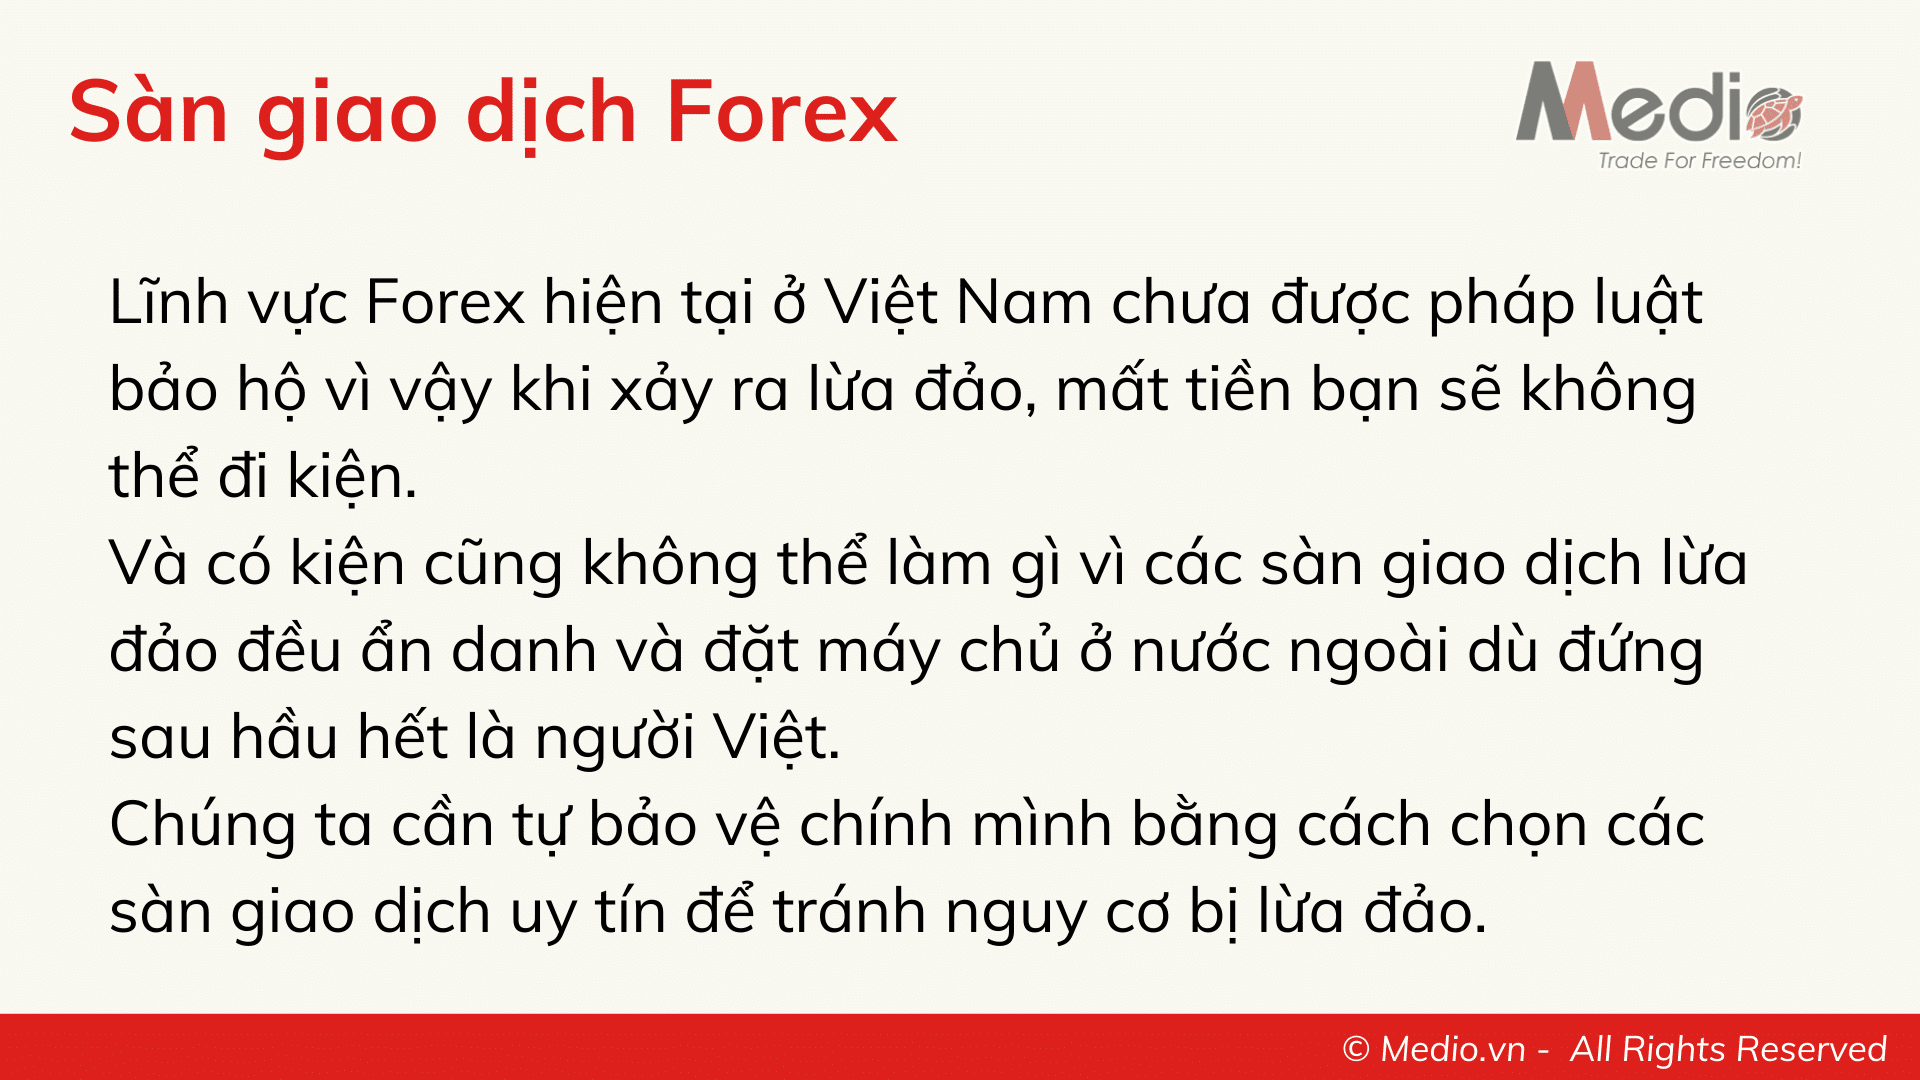 Sàn giao dịch Forex
Medio
Trade For Freedom!
Lĩnh vực Forex hiện tại ở Việt Nam chưa được pháp luật
bảo hộ vì vậy khi xảy ra lừa đảo, mất tiền bạn sẽ không
thể đi kiện.
Và có kiện cũng không thể làm gì vì các sàn giao dịch lừa
đảo đều ẩn danh và đặt máy chủ ở nước ngoài dù đứng
sau hầu hết là người Việt.
Chúng ta cần tự bảo vệ chính mình bằng cách chọn các
sàn giao dịch uy tín để tránh nguy cơ bị lừa đảo.
© Medio.vn - All Rights Reserved